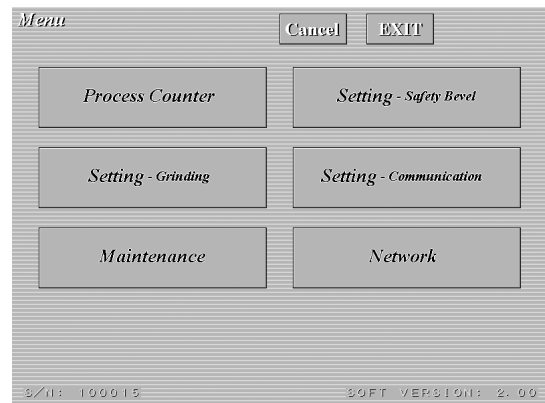 Menu
Cancel EXIT
Process Counter
Setting - Safety Bevel
Setting - Grinding
Setting - Communication
Maintenance
Network
S/N: 100015
SOFT VERSION: 2.00